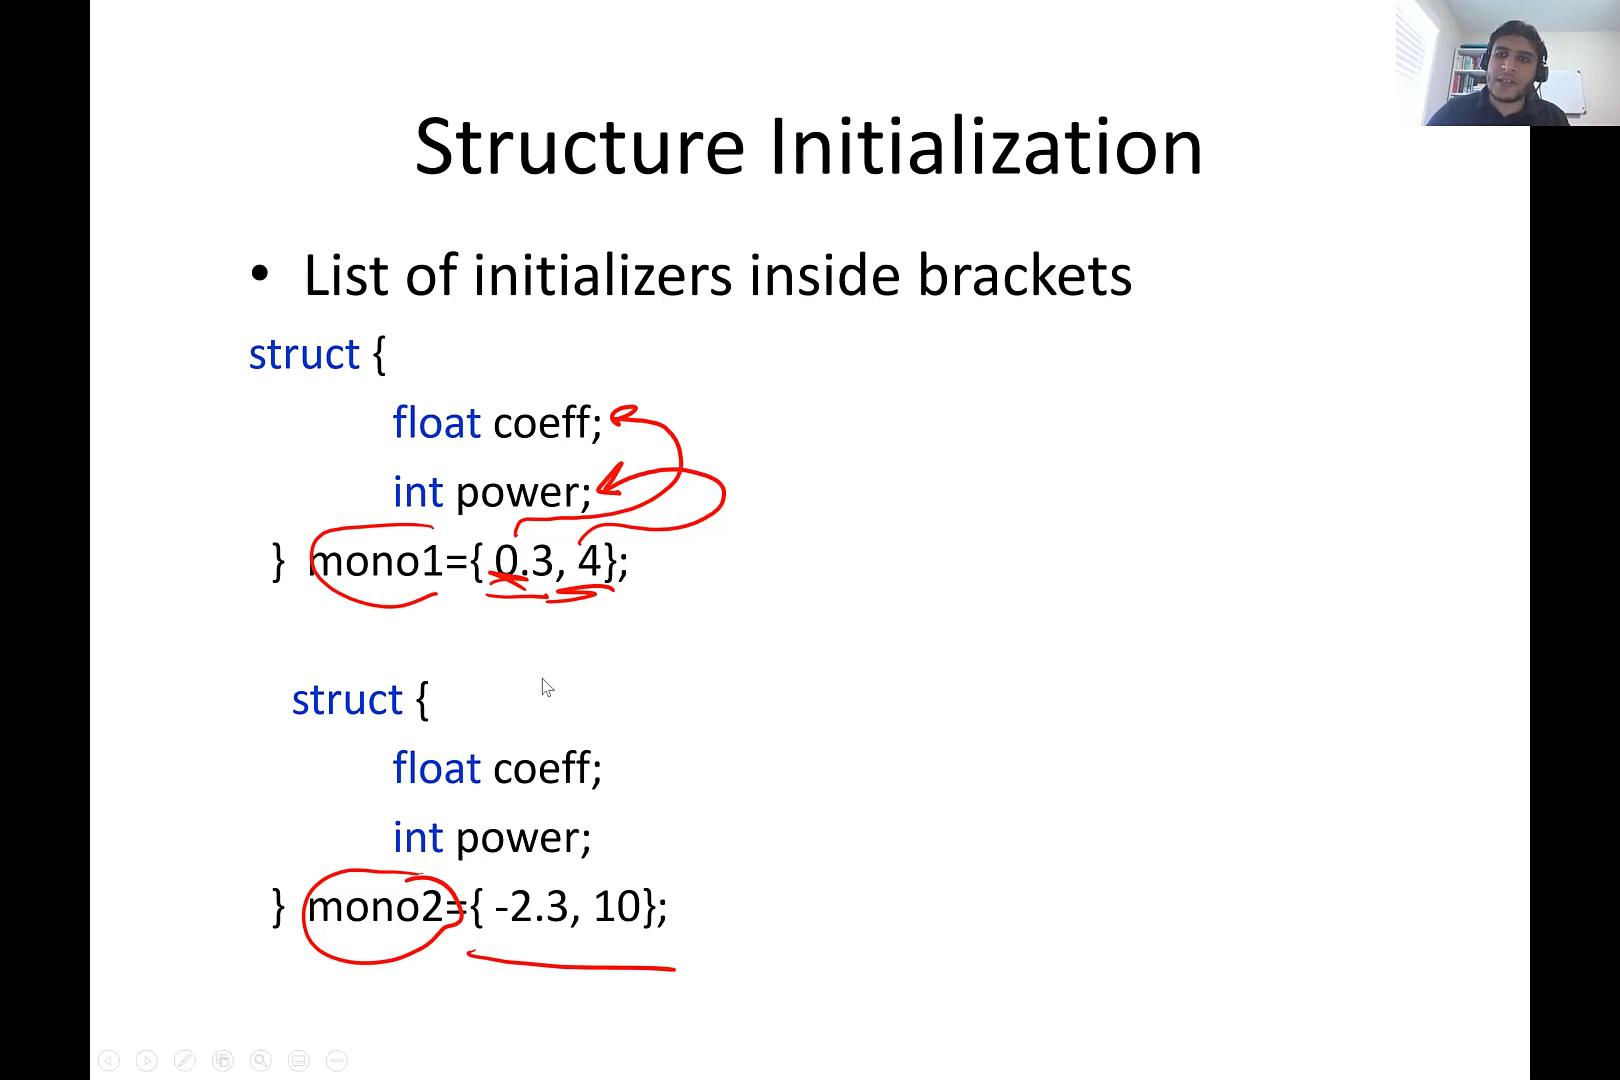 Structure Initialization
• List of initializers inside brackets
struct {
float coeff;
int power;
} mono1={ 0.3, 4};
struct {
float coeff;
int power;
} mono2={ -2.3, 10};